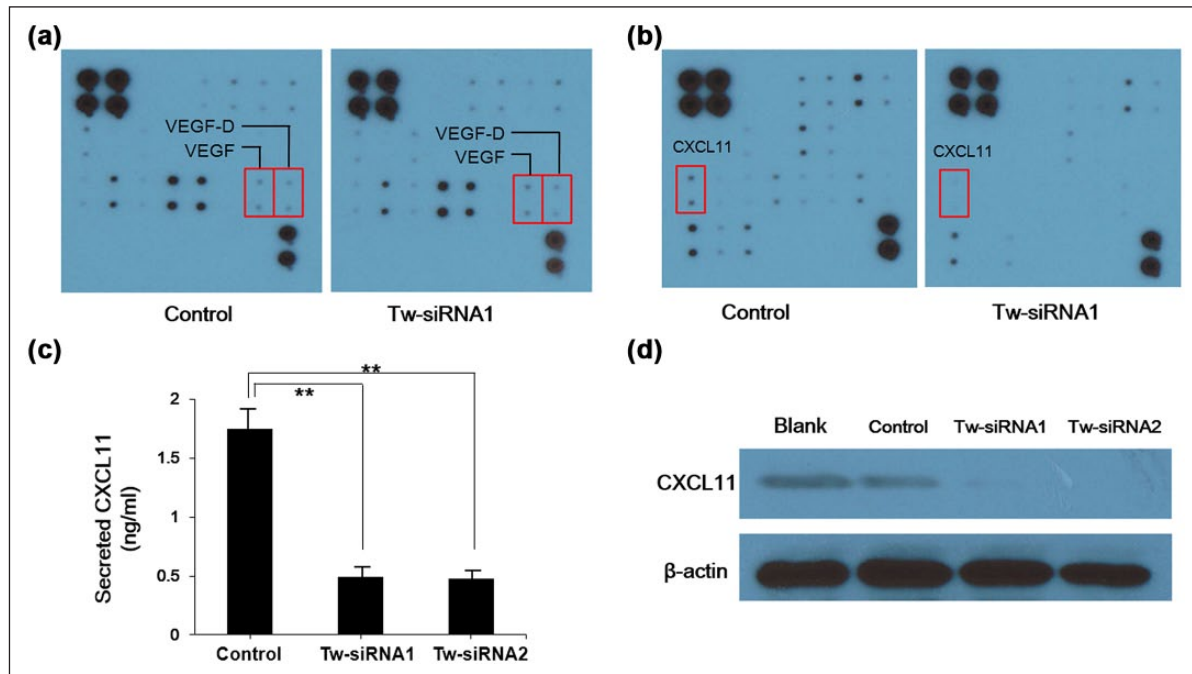 (a)
VEGF-D
VEGF
VEGF-D
VEGF
Control
Tw-siRNA1
(b)
CXCL11
CXCL11
Control
Tw-siRNA1
(c)
Secreted CXCL11
(ng/ml)
2
1.5
1
0.5
0
**
**
Control
Tw-siRNA1
Tw-siRNA2
(d)
Blank
Control
Tw-siRNA1
Tw-siRNA2
CXCL11
β-actin